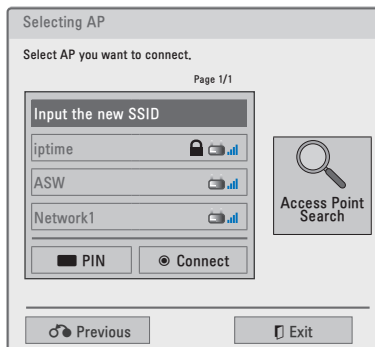 Selecting AP
Select AP you want to connect.
Page 1/1
Input the new SSID
iptime
ASW
Network1
Access Point
Search
PIN
Connect
Previous
Exit